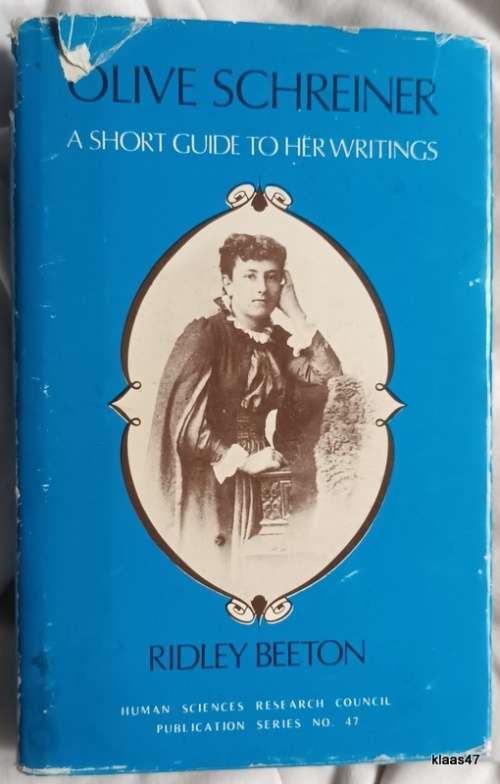 OLIVE SCHREINER
A SHORT GUIDE TO HER WRITINGS
RIDLEY BEETON
HUMAN SCIENCES RESEARCH COUNCIL
PUBLICATION SERIES NO. 47
klaas47